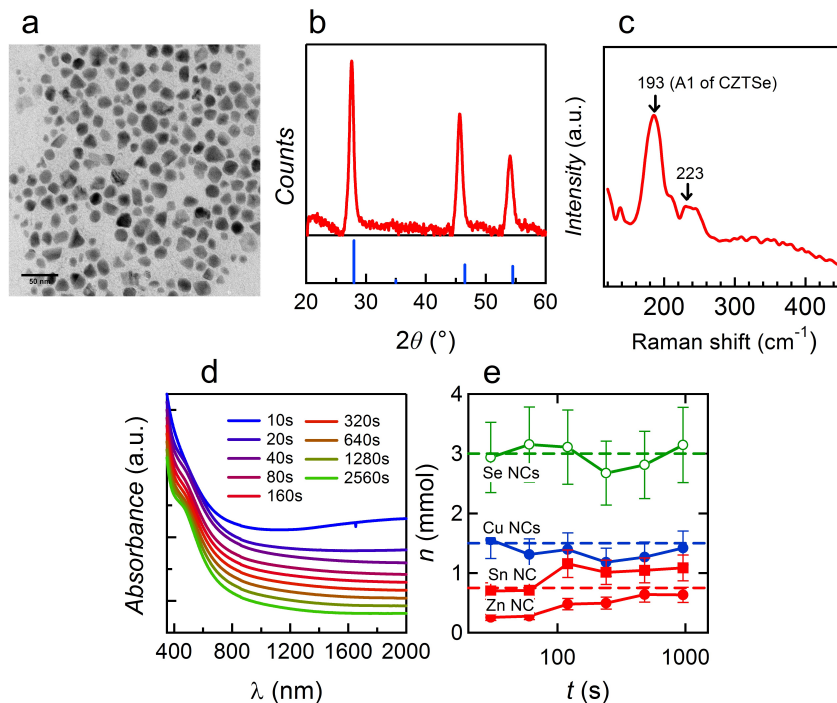 a
50 nm
b
Counts
20
30
40
50
60
2θ (°)
c
193 (A1 of CZTSe)
223
Intensity (a.u.)
200
300
400
Raman shift (cm⁻¹)
d
10s
20s
40s
80s
160s
320s
640s
1280s
2560s
Absorbance (a.u.)
400
800
1200
1600
2000
λ (nm)
e
4
3
2
1
0
Se NCs
Cu NCs
Sn NC
Zn NC
n (mmol)
100
1000
t (s)